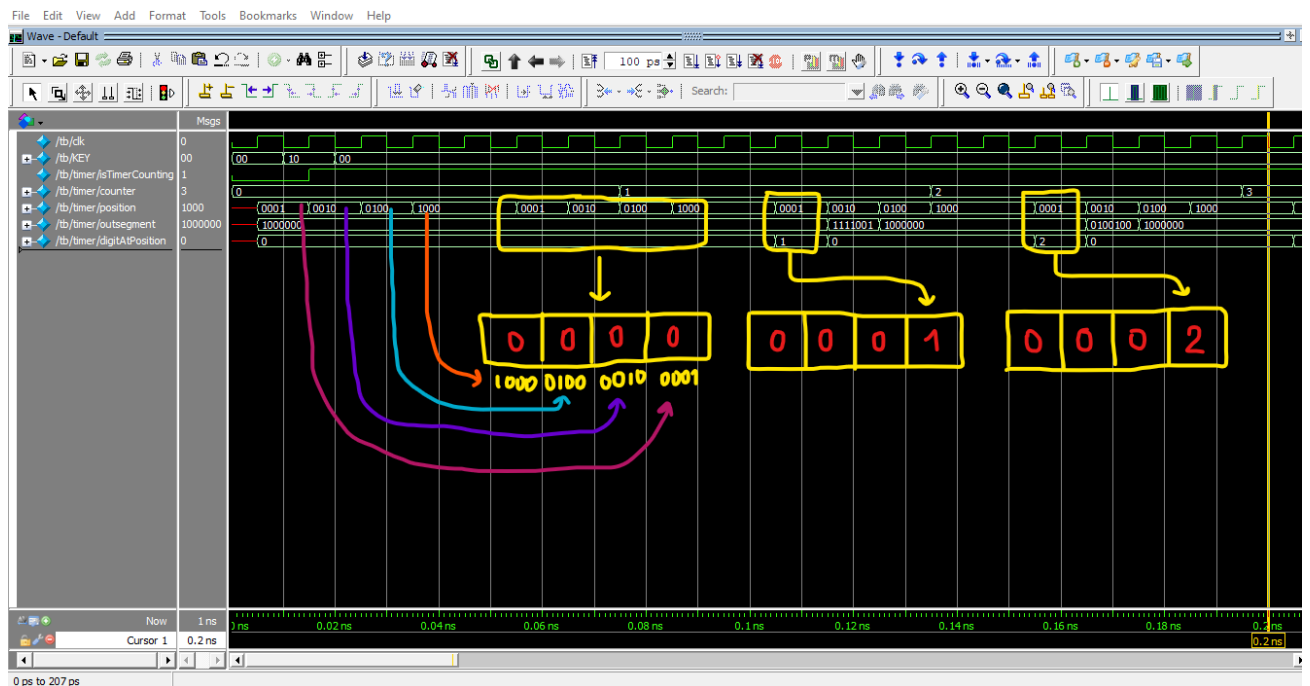 File Edit View Add Format Tools Bookmarks Window Help
Wave - Default
100 ps
Search:
Msgs
/tb/clk 0
/tb/KEY 00 00 10 00
/tb/timer/isTimerCounting 1
/tb/timer/counter 3 0 1 2 3
/tb/timer/position 1000 0001 0010 0100 1000 0001 0010 0100 1000 0001 0010 0100 1000 0001 0010 0100 1000
/tb/timer/outsegment 1000000 1000000 1111001 1000000 0100100 1000000
/tb/timer/digitAtPosition 0 0 1 0 2 0
0 0 0 0 0 0 0 1 0 0 0 2
1000 0100 0010 0001
Now 1 ns
0.02 ns 0.04 ns 0.06 ns 0.08 ns 0.1 ns 0.12 ns 0.14 ns 0.16 ns 0.18 ns
Cursor 1 0.2 ns 0.2 ns
0 ps to 207 ps